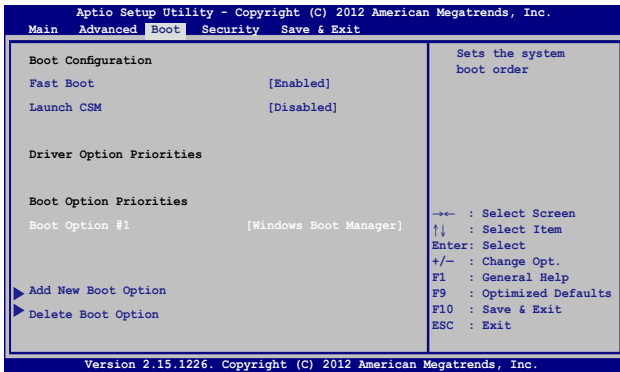 Aptio Setup Utility - Copyright (C) 2012 American Megatrends, Inc.
Main Advanced Boot Security Save & Exit
Boot Configuration
Fast Boot [Enabled]
Launch CSM [Disabled]
Driver Option Priorities
Boot Option Priorities
Boot Option #1 [Windows Boot Manager]
Add New Boot Option
Delete Boot Option
Sets the system
boot order
→← : Select Screen
↑↓ : Select Item
Enter: Select
+/— : Change Opt.
F1 : General Help
F9 : Optimized Defaults
F10 : Save & Exit
ESC : Exit
Version 2.15.1226. Copyright (C) 2012 American Megatrends, Inc.